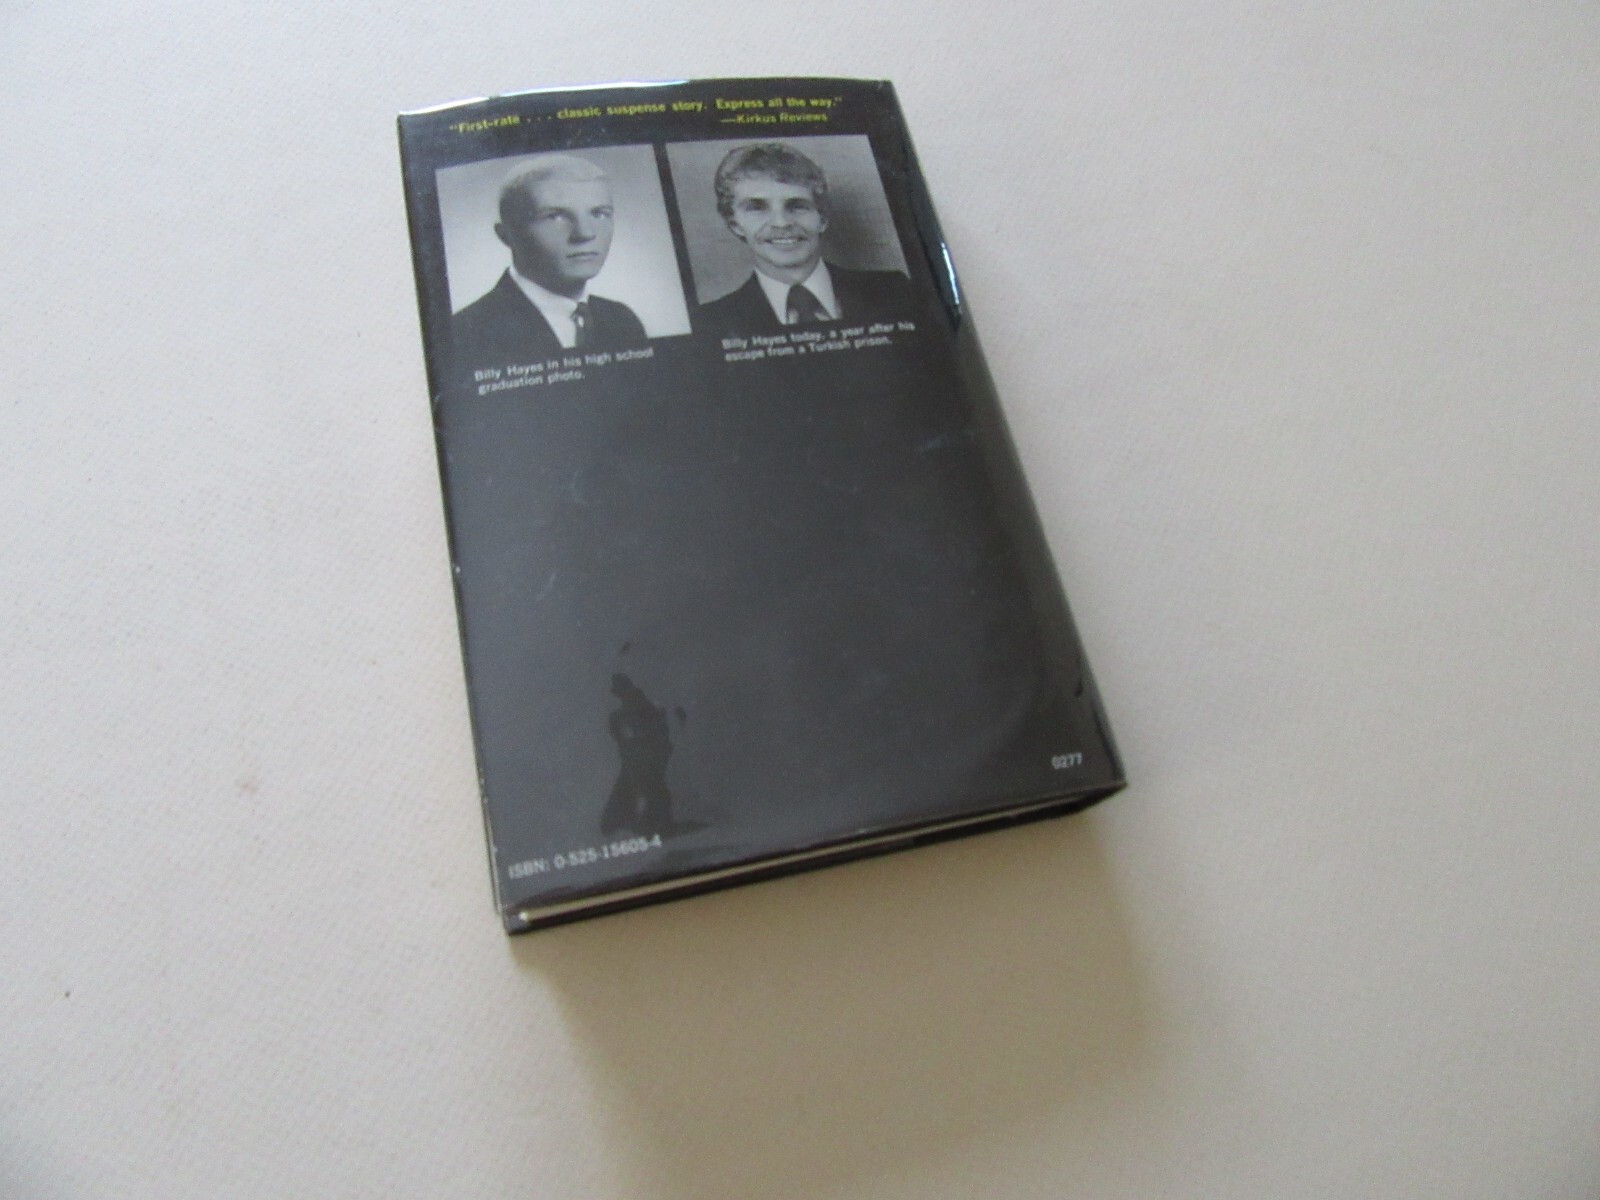 "First-rate . . . classic suspense story. Express all the way."
—Kirkus Reviews
Billy Hayes in his high school
graduation photo.
Billy Hayes today, a year after his
escape from a Turkish prison.
0277
ISBN: 0-525-15605-4